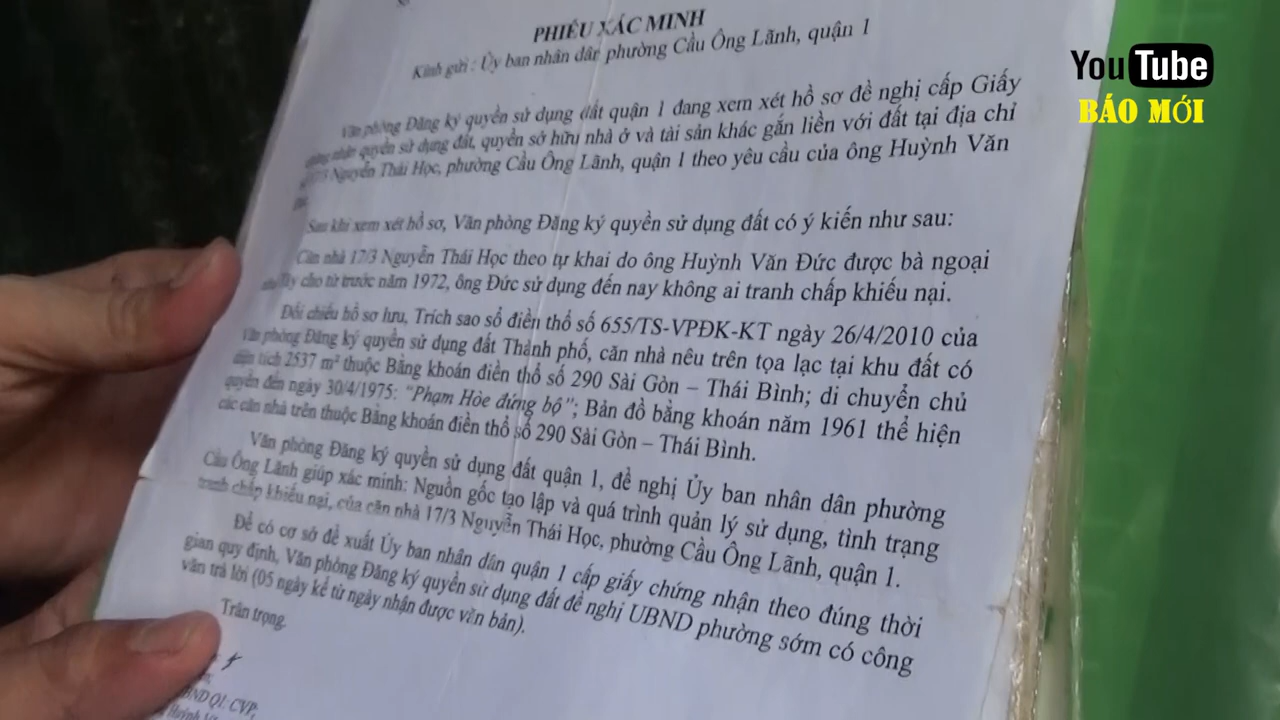 PHIẾU XÁC MINH
Kính gửi : Ủy ban nhân dân phường Cầu Ông Lãnh, quận 1
Văn phòng Đăng ký quyền sử dụng đất quận 1 đang xem xét hồ sơ đề nghị cấp Giấy
chứng nhận quyền sử dụng đất, quyền sở hữu nhà ở và tài sản khác gắn liền với đất tại địa chỉ
17/3 Nguyễn Thái Học, phường Cầu Ông Lãnh, quận 1 theo yêu cầu của ông Huỳnh Văn
Sau khi xem xét hồ sơ, Văn phòng Đăng ký quyền sử dụng đất có ý kiến như sau:
Căn nhà 17/3 Nguyễn Thái Học theo tự khai do ông Huỳnh Văn Đức được bà ngoại
cho từ trước năm 1972, ông Đức sử dụng đến nay không ai tranh chấp khiếu nại.
Đối chiếu hồ sơ lưu, Trích sao sổ điền thổ số 655/TS-VPĐK-KT ngày 26/4/2010 của
Văn phòng Đăng ký quyền sử dụng đất Thành phố, căn nhà nêu trên tọa lạc tại khu đất có
diện tích 2537 m² thuộc Bằng khoán điền thổ số 290 Sài Gòn – Thái Bình; di chuyển chủ
quyền đến ngày 30/4/1975: "Phạm Hòe đứng bộ"; Bản đồ bằng khoán năm 1961 thể hiện
các căn nhà trên thuộc Bằng khoán điền thổ số 290 Sài Gòn – Thái Bình.
Văn phòng Đăng ký quyền sử dụng đất quận 1, đề nghị Ủy ban nhân dân phường
Cầu Ông Lãnh giúp xác minh: Nguồn gốc tạo lập và quá trình quản lý sử dụng, tình trạng
tranh chấp khiếu nại, của căn nhà 17/3 Nguyễn Thái Học, phường Cầu Ông Lãnh, quận 1.
Để có cơ sở đề xuất Ủy ban nhân dân quận 1 cấp giấy chứng nhận theo đúng thời
gian quy định, Văn phòng Đăng ký quyền sử dụng đất đề nghị UBND phường sớm có công
văn trả lời (05 ngày kể từ ngày nhận được văn bản).
Trân trọng.
UBND Q1: CVP,
YouTube
BÁO MỚI